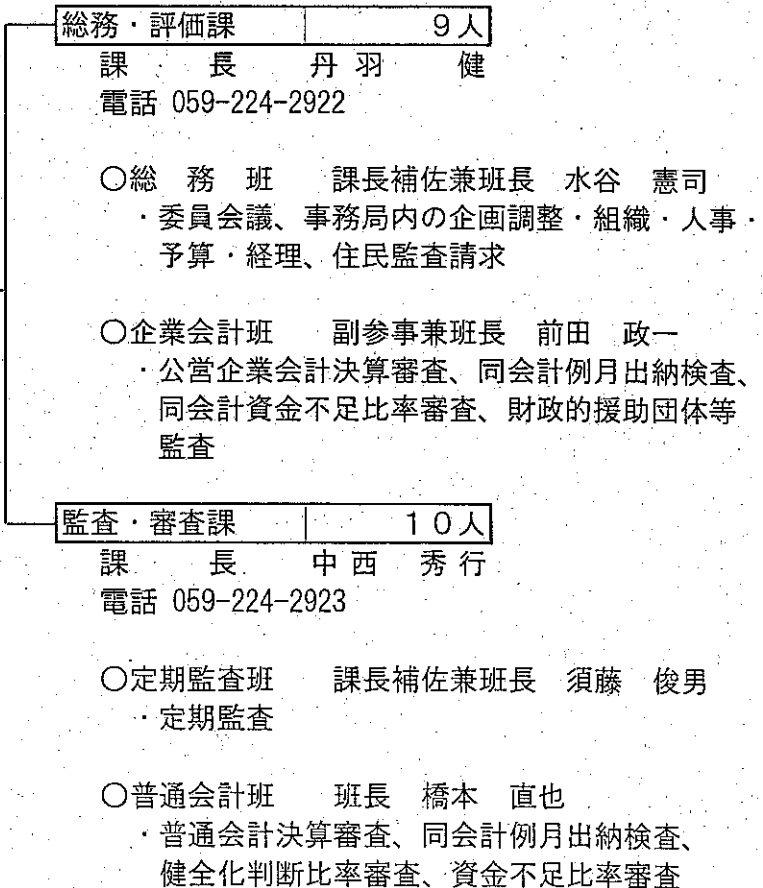 総務・評価課 9人
課 長 丹羽 健
電話 059-224-2922
○総 務 班 課長補佐兼班長 水谷 憲司
・委員会議、事務局内の企画調整・組織・人事・
予算・経理、住民監査請求
○企業会計班 副参事兼班長 前田 政一
・公営企業会計決算審査、同会計例月出納検査、
同会計資金不足比率審査、財政的援助団体等
監査
監査・審査課 10人
課 長 中西 秀行
電話 059-224-2923
○定期監査班 課長補佐兼班長 須藤 俊男
・定期監査
○普通会計班 班長 橋本 直也
・普通会計決算審査、同会計例月出納検査、
健全化判断比率審査、資金不足比率審査